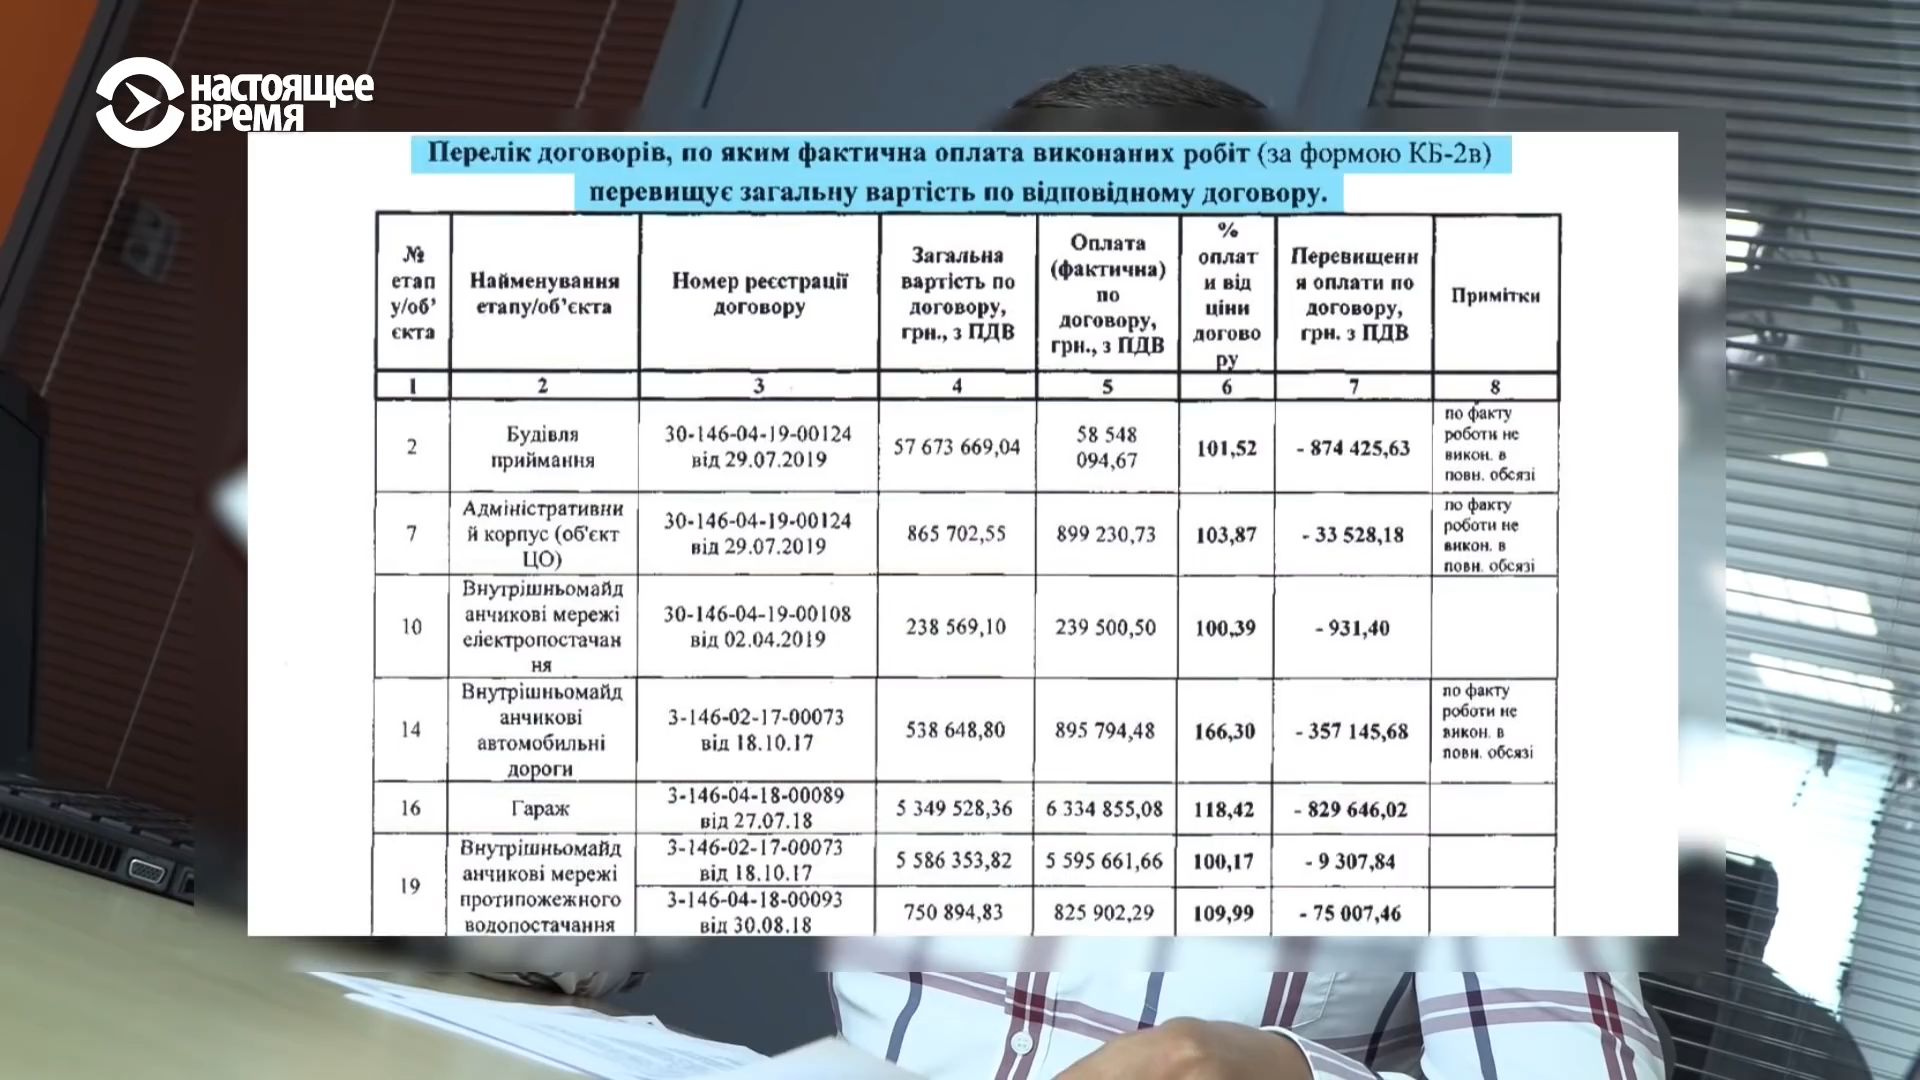 НАСТОЯЩЕЕ
ВРЕМЯ
Перелік договорів, по яким фактична оплата виконаних робіт (за формою КБ-2в)
перевищує загальну вартість по відповідному договору.
№
етап
у/об’
єкта
Найменування
етапу/об’єкта
Номер реєстрації
договору
Загальна
вартість по
договору,
грн., з ПДВ
Оплата
(фактична)
по
договору,
грн., з ПДВ
%
оплат
и від
ціни
догово
ру
Перевищенн
я оплати по
договору,
грн. з ПДВ
Примітки
1 2 3 4 5 6 7 8
2
Будівля
приймання
30-146-04-19-00124
від 29.07.2019
57 673 669,04
58 548
094,67
101,52
- 874 425,63
по факту
роботи не
викон. в
повн. обсязі
7
Адміністративни
й корпус (об'єкт
ЦО)
30-146-04-19-00124
від 29.07.2019
865 702,55
899 230,73
103,87
- 33 528,18
по факту
роботи не
викон. в
повн. обсязі
10
Внутрішньомайд
анчикові мережі
електропостачан
ня
30-146-04-19-00108
від 02.04.2019
238 569,10
239 500,50
100,39
- 931,40
14
Внутрішньомайд
анчикові
автомобільні
дороги
3-146-02-17-00073
від 18.10.17
538 648,80
895 794,48
166,30
- 357 145,68
по факту
роботи не
викон. в
повн. обсязі
16
Гараж
3-146-04-18-00089
від 27.07.18
5 349 528,36
6 334 855,08
118,42
- 829 646,02
19
Внутрішньомайд
анчикові мережі
протипожежного
водопостачання
3-146-02-17-00073
від 18.10.17
5 586 353,82
5 595 661,66
100,17
- 9 307,84
3-146-04-18-00093
від 30.08.18
750 894,83
825 902,29
109,99
- 75 007,46